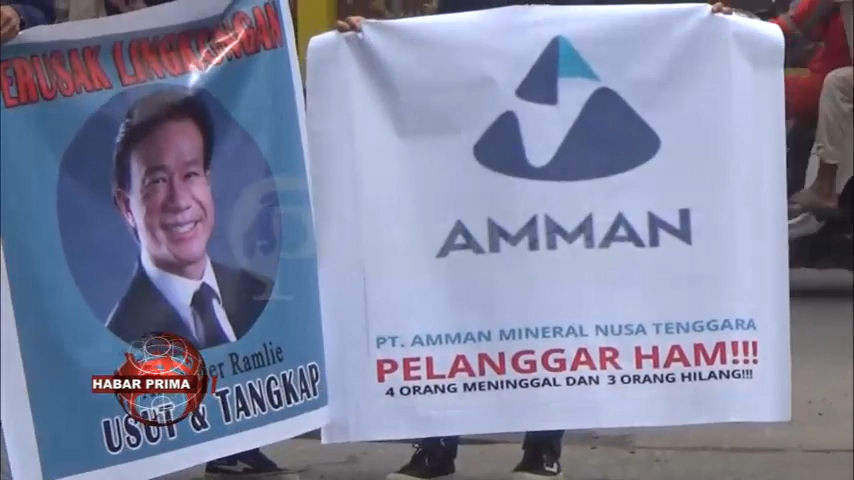 ERUSAK LINGKUNGAN
er Ramlie
USUT & TANGKAP
HABAR PRIMA
AMMAN
PT. AMMAN MINERAL NUSA TENGGARA
PELANGGAR HAM!!!
4 ORANG MENINGGAL DAN 3 ORANG HILANG!!!